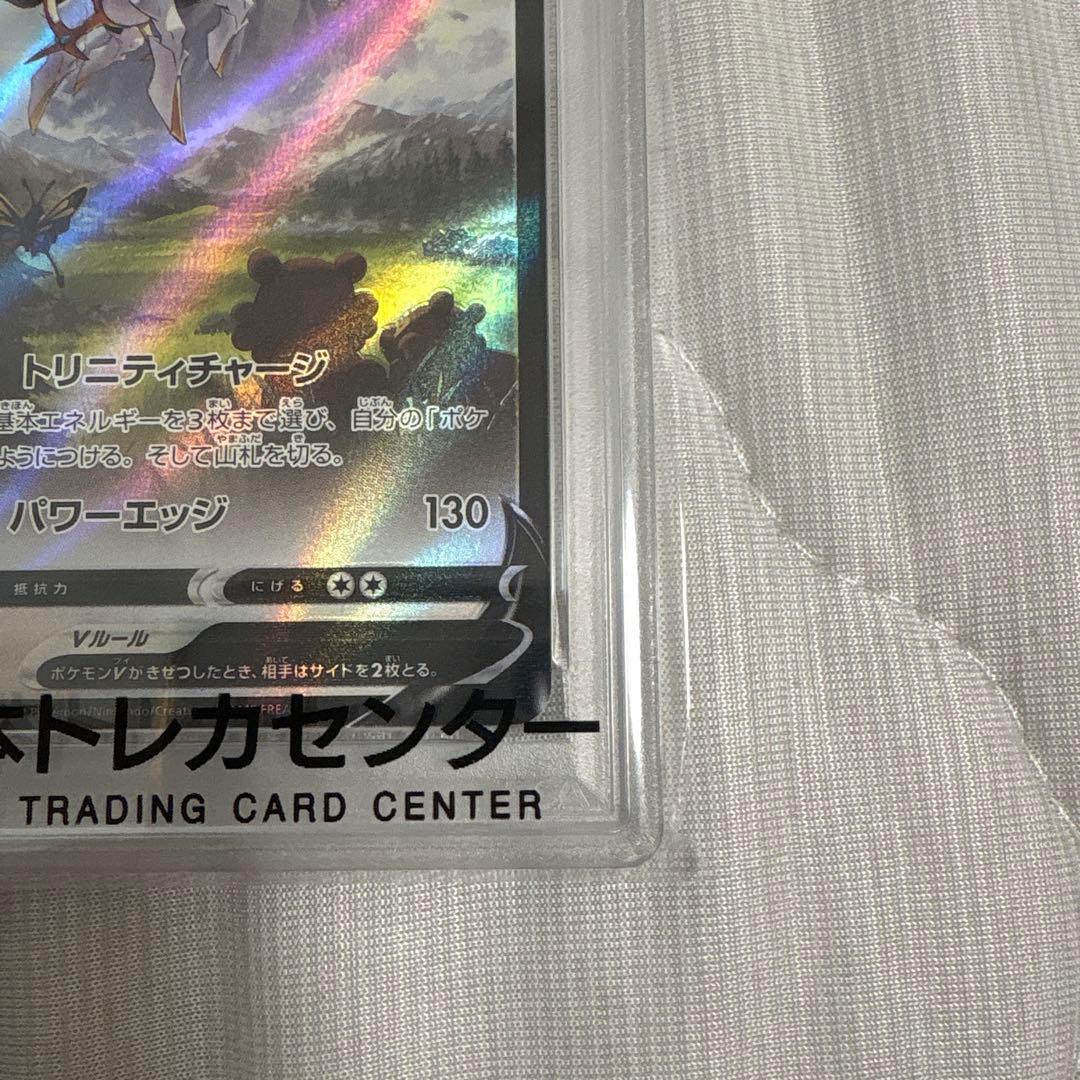 トリニティチャージ
基本エネルギーを3枚まで選び、自分の「ポケ
ようにつける。そして山札を切る。
パワーエッジ 130
抵抗力 にげる
Vルール
ポケモンVがきぜつしたとき、相手はサイドを2枚とる。
本トレカセンター
TRADING CARD CENTER